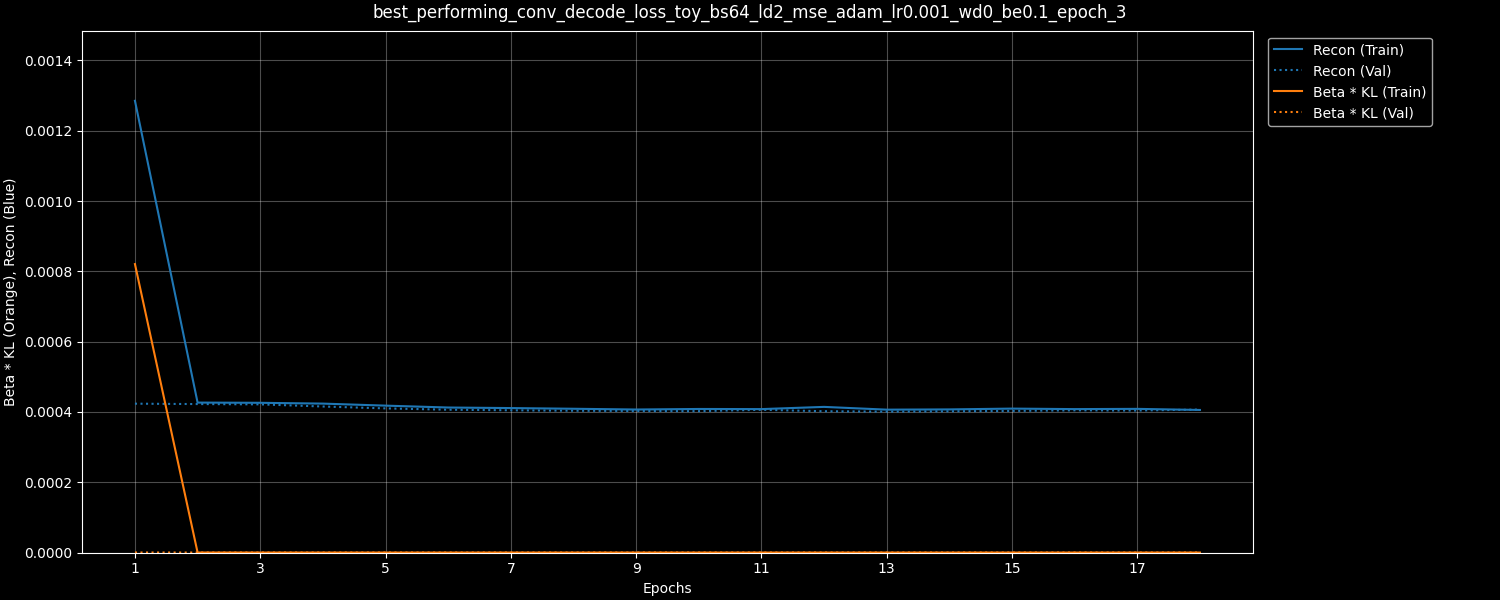 best_performing_conv_decode_loss_toy_bs64_ld2_mse_adam_lr0.001_wd0_be0.1_epoch_3
Recon (Train)
Recon (Val)
Beta * KL (Train)
Beta * KL (Val)
Beta * KL (Orange), Recon (Blue)
0.0014
0.0012
0.0010
0.0008
0.0006
0.0004
0.0002
0.0000
1 3 5 7 9 11 13 15 17
Epochs